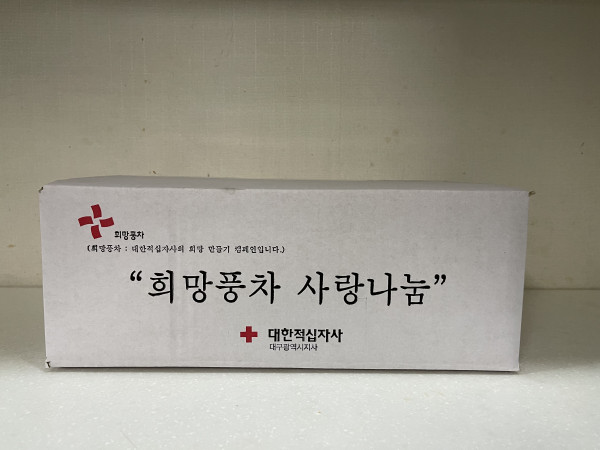 희망풍차
(희망풍차 : 대한적십자사의 희망 만들기 캠페인입니다.)
“희망풍차 사랑나눔”
대한적십자사
대구광역시지사